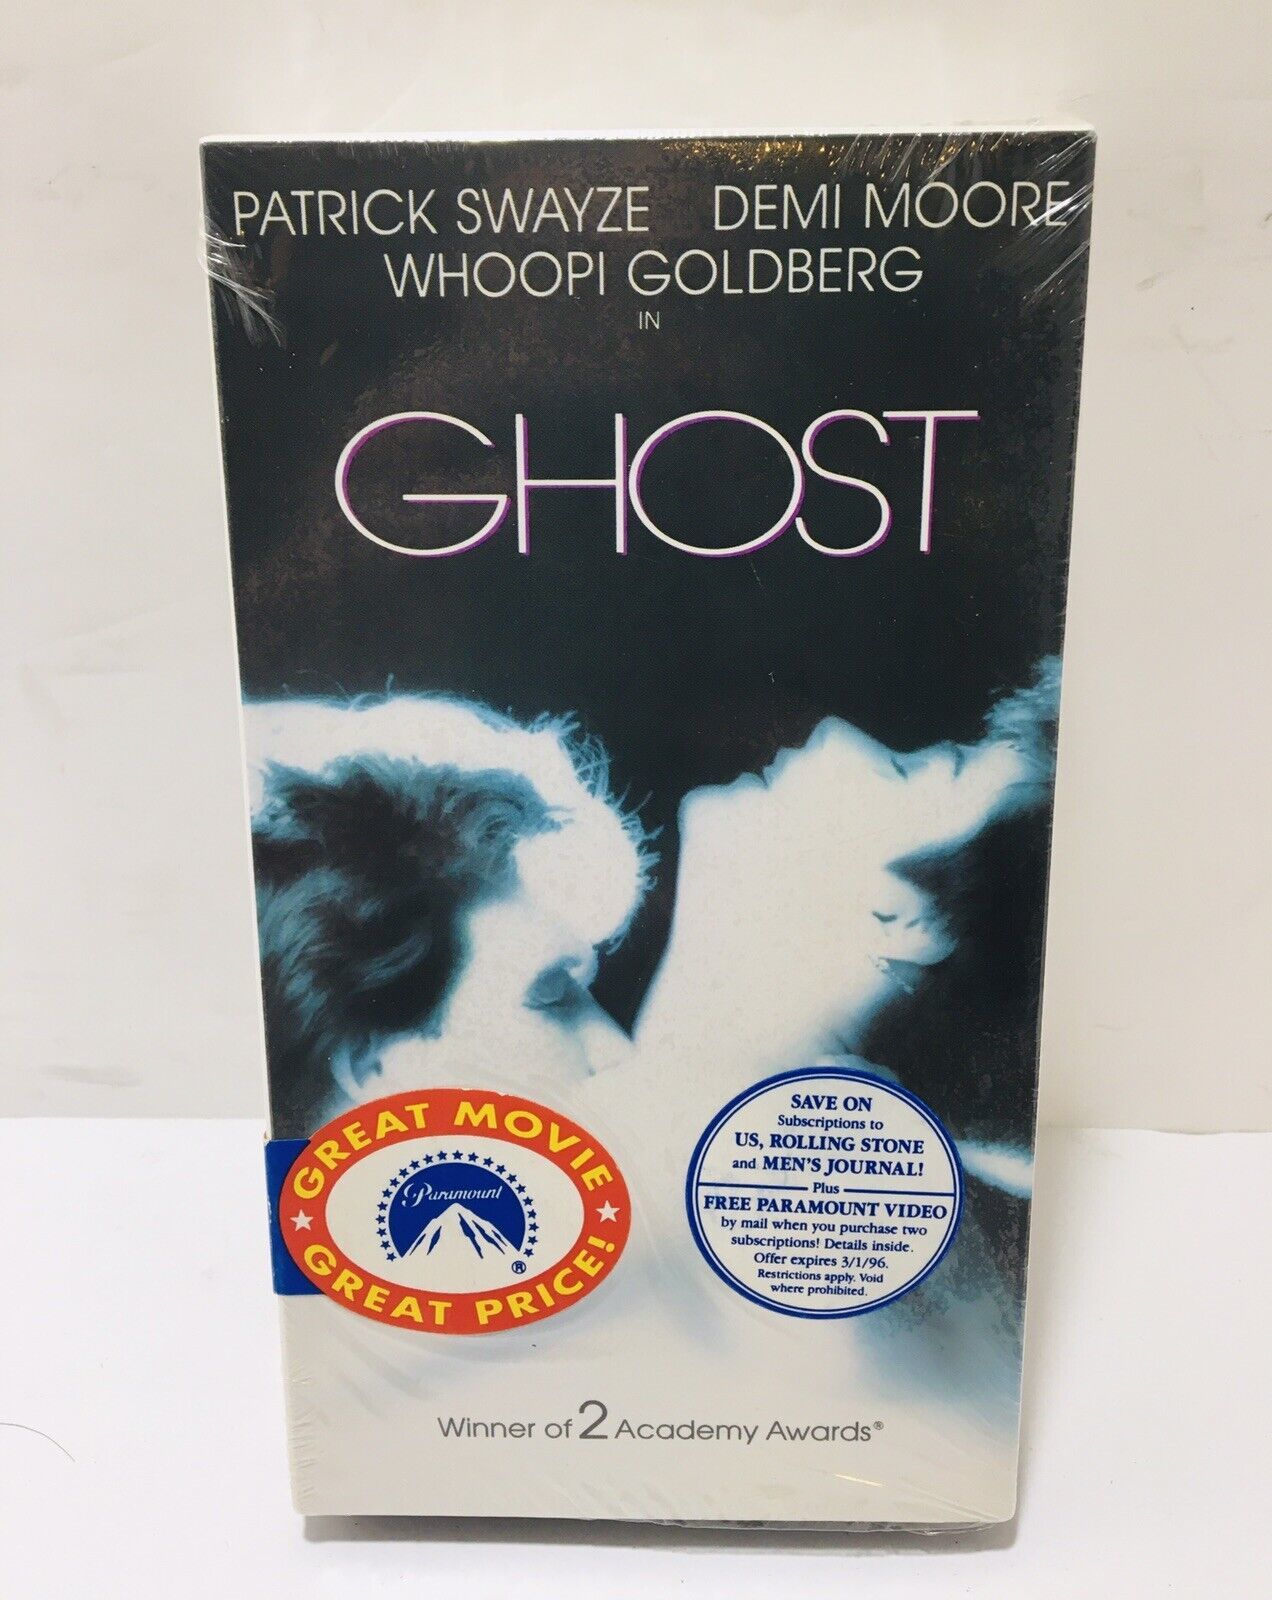 PATRICK SWAYZE DEMI MOORE
WHOOPI GOLDBERG
IN
GHOST
GREAT MOVIE
Paramount
®
GREAT PRICE!
SAVE ON
Subscriptions to
US, ROLLING STONE
and MEN'S JOURNAL!
Plus
FREE PARAMOUNT VIDEO
by mail when you purchase two
subscriptions! Details inside.
Offer expires 3/1/96.
Restrictions apply. Void
where prohibited.
Winner of 2 Academy Awards®